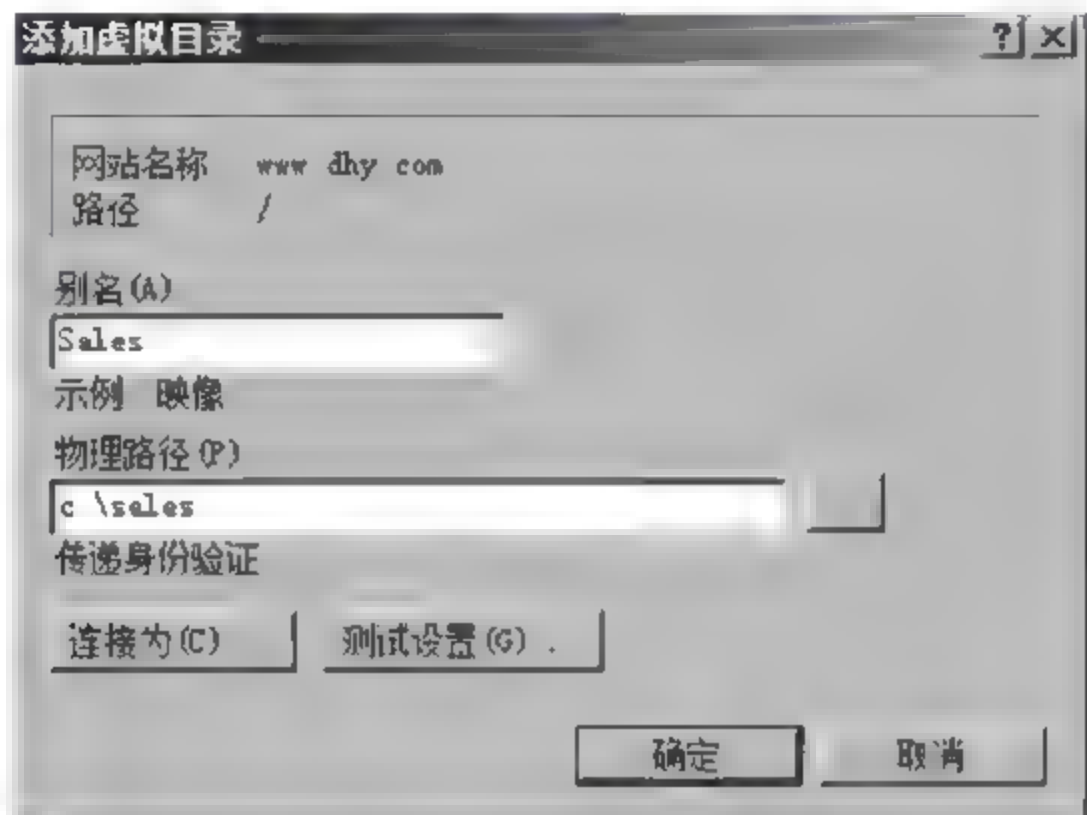 添加虚拟目录 ? ×
网站名称 www dhy com
路径 /
别名(A)
Sales
示例 映像
物理路径(P)
c \sales
传递身份验证
连接为(C) 测试设置(G) .
确定 取消